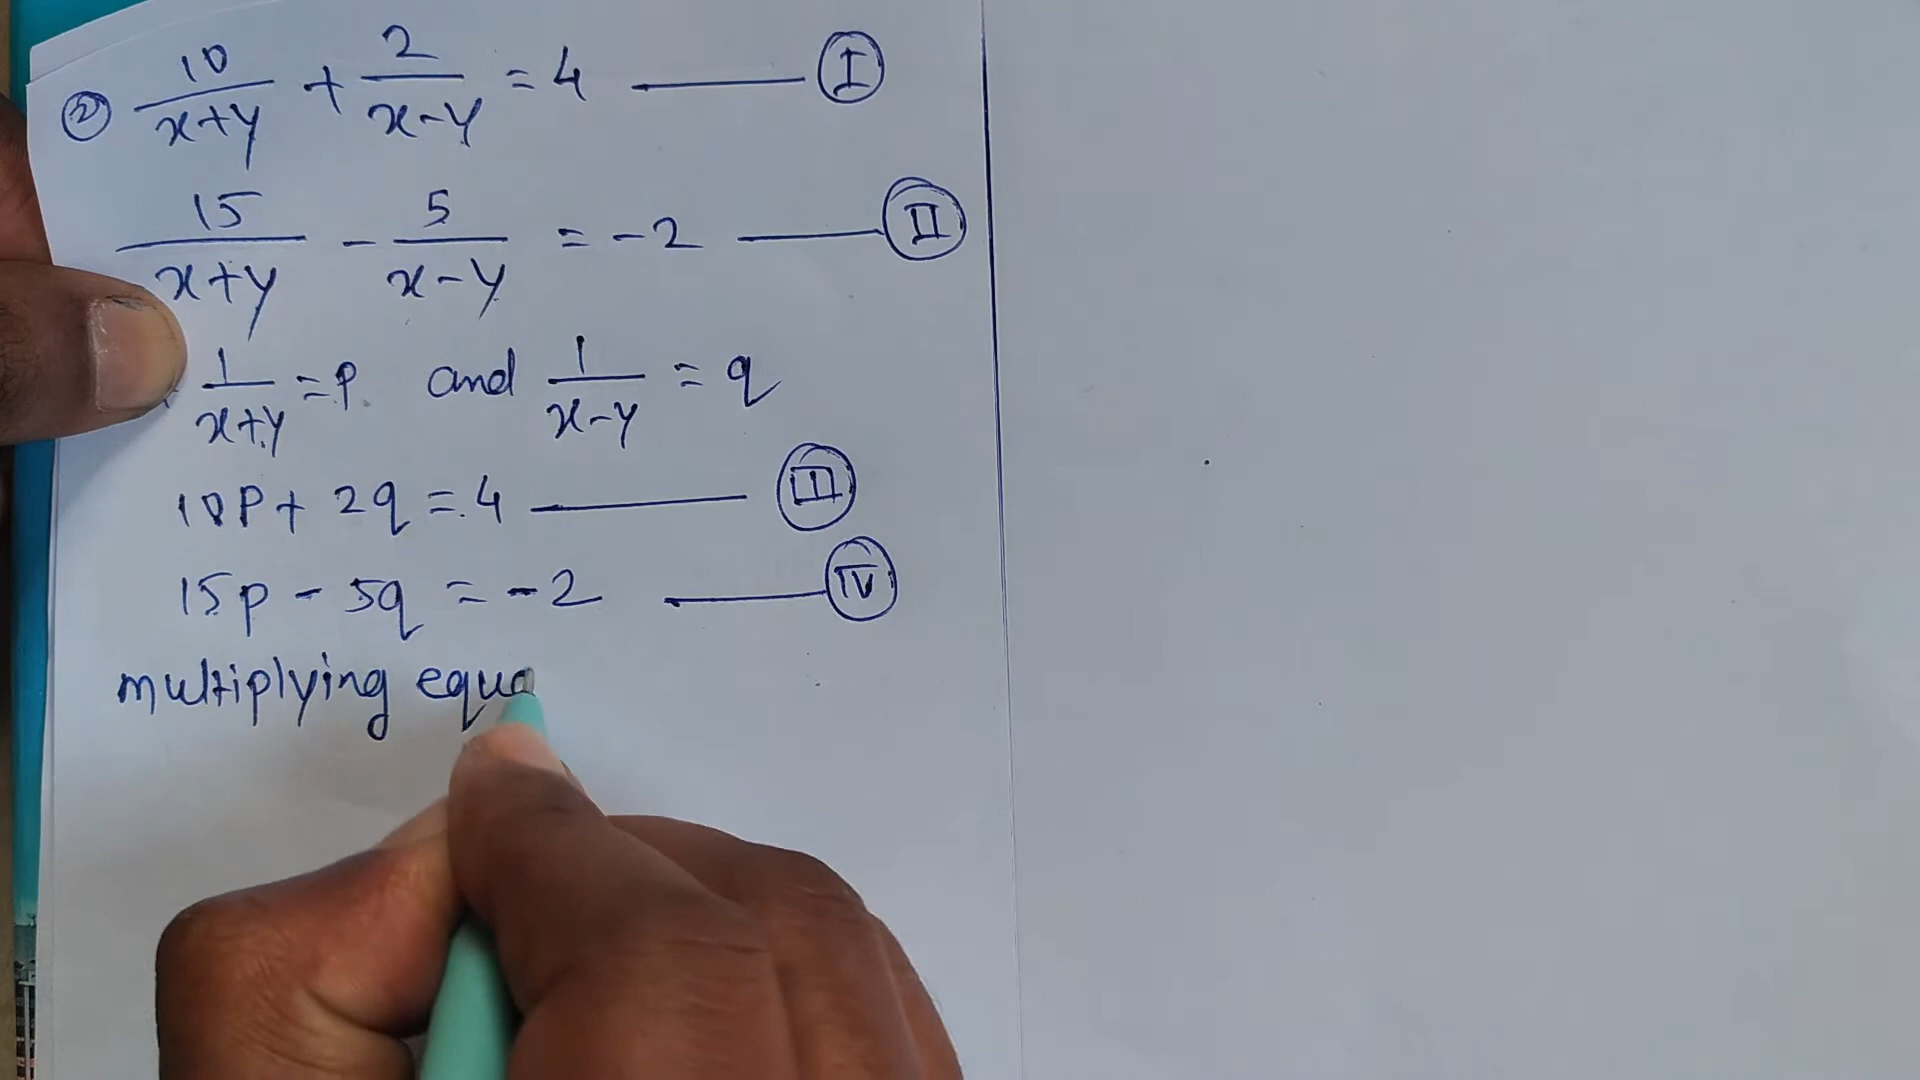 ② 10/(x+y) + 2/(x-y) = 4 —— Ⓘ
15/(x+y) - 5/(x-y) = -2 —— II
1/(x+y) = P. and 1/(x-y) = q
10P + 2q = 4 —— III
15p - 5q = -2 —— IV
multiplying equa